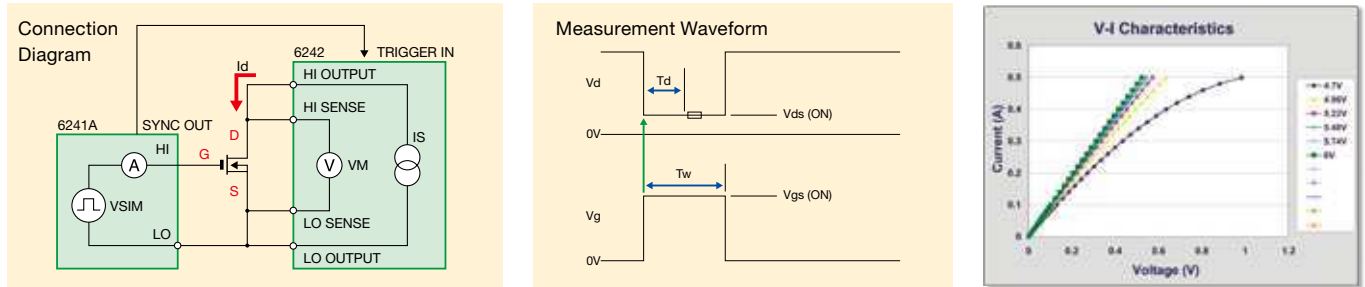 Connection
Diagram
6242
TRIGGER IN
Id
HI OUTPUT
HI SENSE
6241A
SYNC OUT
HI
D
G
S
IS
A
V
VM
VSIM
LO
LO SENSE
LO OUTPUT
Measurement Waveform
Vd
Td
Vds (ON)
0V
Tw
Vgs (ON)
Vg
0V
V-I Characteristics
Current (A)
0.4
0.3
0.2
0.1
0
0
0.2
0.4
0.6
0.8
1
1.2
Voltage (V)
4.7V
4.96V
5.22V
5.48V
5.74V
6V